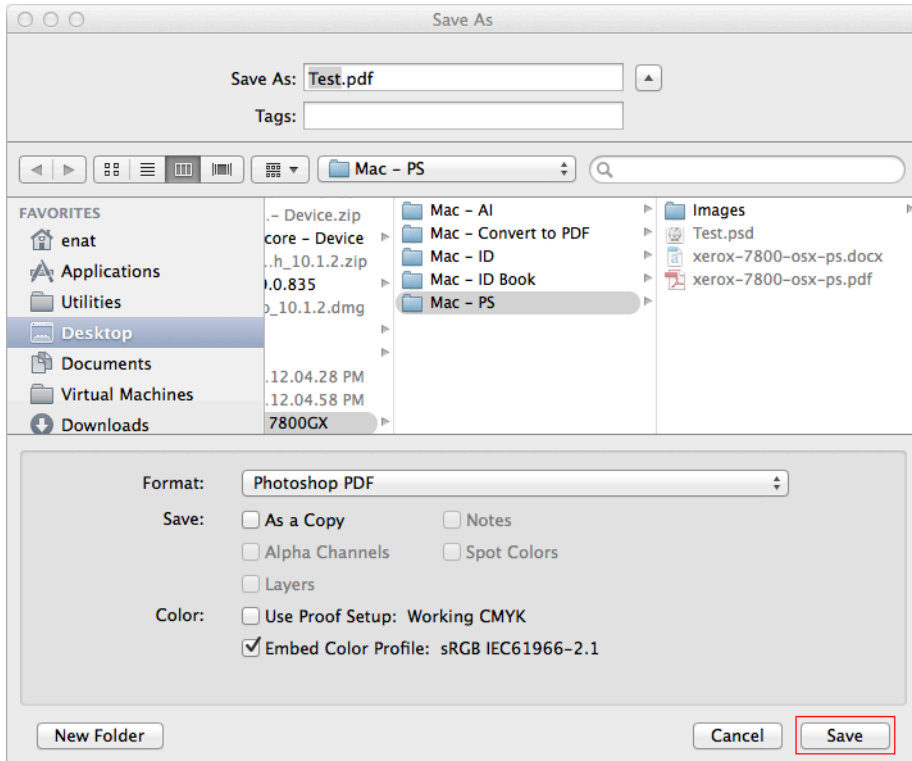 Save As
Save As: Test.pdf
Tags:
Mac – PS
FAVORITES
enat
Applications
Utilities
Desktop
Documents
Virtual Machines
Downloads
.– Device.zip
core – Device
..h_10.1.2.zip
).0.835
o_10.1.2.dmg
.12.04.28 PM
.12.04.58 PM
7800GX
Mac – AI
Mac – Convert to PDF
Mac – ID
Mac – ID Book
Mac – PS
Images
Test.psd
xerox–7800–osx–ps.docx
xerox–7800–osx–ps.pdf
Format: Photoshop PDF
Save: As a Copy Notes
Alpha Channels Spot Colors
Layers
Color: Use Proof Setup: Working CMYK
Embed Color Profile: sRGB IEC61966–2.1
New Folder Cancel Save